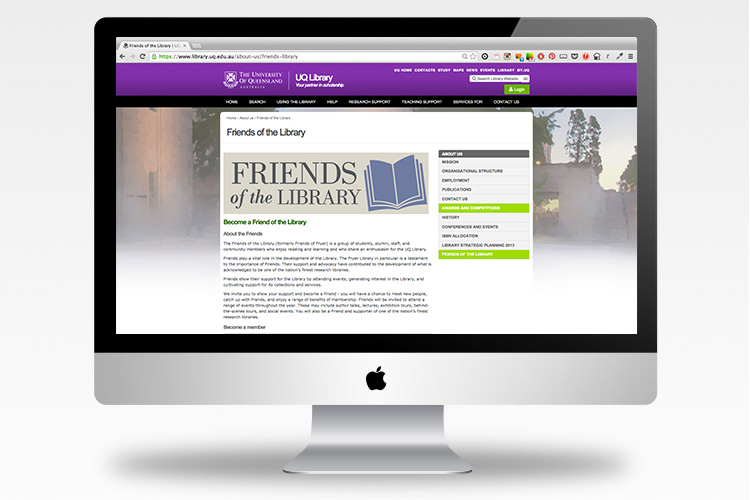 Friends of the Library | UQ
https://www.library.uq.edu.au/about-us/friends-library
UQ HOME CONTACTS STUDY MAPS NEWS EVENTS LIBRARY MY.UQ
THE UNIVERSITY
OF QUEENSLAND
AUSTRALIA
UQ Library
Your partner in scholarship
Search Library Website
Login
HOME SEARCH USING THE LIBRARY HELP RESEARCH SUPPORT TEACHING SUPPORT SERVICES FOR CONTACT US
Home › About us › Friends of the Library
Friends of the Library
FRIENDS
of the LIBRARY
Become a Friend of the Library
About the Friends
The Friends of the Library (formerly Friends of Fryer) is a group of students, alumni, staff, and
community members who enjoy reading and learning and who share an enthusiasm for the UQ Library.
Friends play a vital role in the development of the Library. The Fryer Library in particular is a testament
to the importance of Friends. Their support and advocacy have contributed to the development of what is
acknowledged to be one of the nation's finest research libraries.
Friends show their support for the Library by attending events, generating interest in the Library, and
cultivating support for its collections and services.
We invite you to show your support and become a Friend - you will have a chance to meet new people,
catch up with friends, and enjoy a range of benefits of membership. Friends will be invited to attend a
range of events throughout the year. These may include author talks, lectures, exhibition tours, behind-
the-scenes tours, and social events. You will also be a Friend and supporter of one of the nation's finest
research libraries.
Become a member
ABOUT US
MISSION
ORGANISATIONAL STRUCTURE
EMPLOYMENT
PUBLICATIONS
CONTACT US
AWARDS AND COMPETITIONS
HISTORY
CONFERENCES AND EVENTS
ISBN ALLOCATION
LIBRARY STRATEGIC PLANNING 2013
FRIENDS OF THE LIBRARY